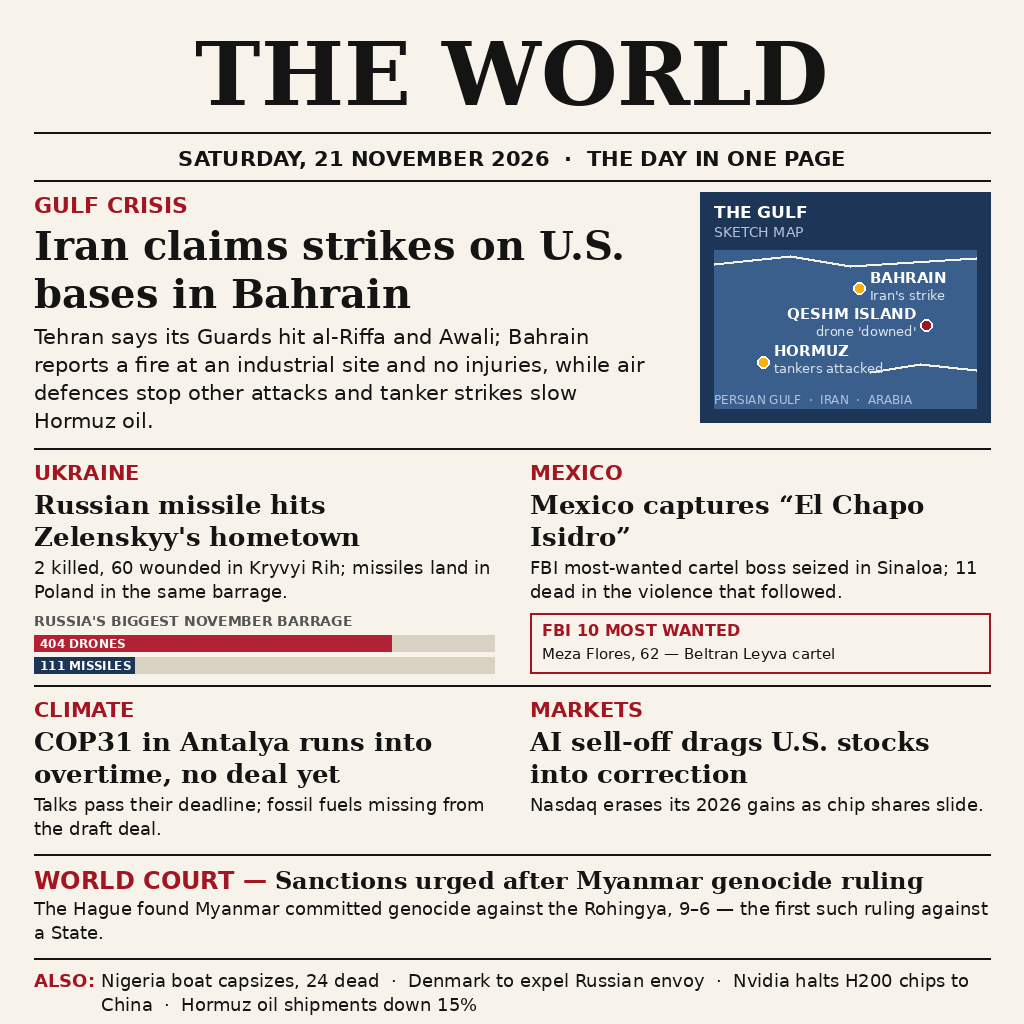 THE WORLD
SATURDAY, 21 NOVEMBER 2026 · THE DAY IN ONE PAGE
GULF CRISIS
Iran claims strikes on U.S.
bases in Bahrain
Tehran says its Guards hit al-Riffa and Awali; Bahrain
reports a fire at an industrial site and no injuries, while air
defences stop other attacks and tanker strikes slow
Hormuz oil.
THE GULF
SKETCH MAP
BAHRAIN
Iran's strike
QESHM ISLAND
drone 'downed'
HORMUZ
tankers attacked
PERSIAN GULF · IRAN · ARABIA
UKRAINE
Russian missile hits
Zelenskyy's hometown
2 killed, 60 wounded in Kryvyi Rih; missiles land in
Poland in the same barrage.
RUSSIA'S BIGGEST NOVEMBER BARRAGE
404 DRONES
111 MISSILES
MEXICO
Mexico captures “El Chapo
Isidro”
FBI most-wanted cartel boss seized in Sinaloa; 11
dead in the violence that followed.
FBI 10 MOST WANTED
Meza Flores, 62 — Beltran Leyva cartel
CLIMATE
COP31 in Antalya runs into
overtime, no deal yet
Talks pass their deadline; fossil fuels missing from
the draft deal.
MARKETS
AI sell-off drags U.S. stocks
into correction
Nasdaq erases its 2026 gains as chip shares slide.
WORLD COURT — Sanctions urged after Myanmar genocide ruling
The Hague found Myanmar committed genocide against the Rohingya, 9–6 — the first such ruling against
a State.
ALSO: Nigeria boat capsizes, 24 dead · Denmark to expel Russian envoy · Nvidia halts H200 chips to
China · Hormuz oil shipments down 15%